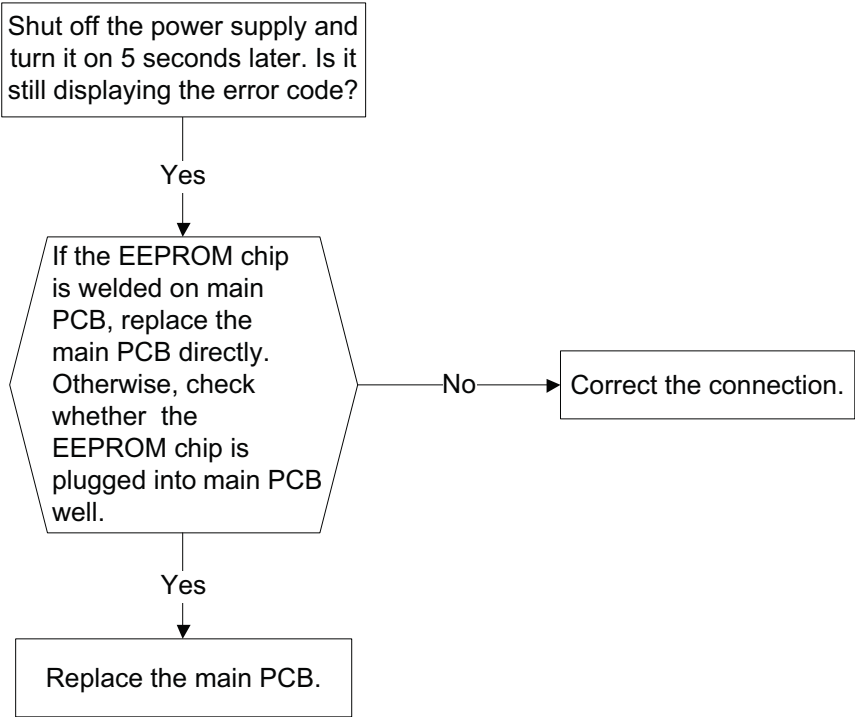 Shut off the power supply and
turn it on 5 seconds later. Is it
still displaying the error code?
Yes
If the EEPROM chip
is welded on main
PCB, replace the
main PCB directly.
Otherwise, check
whether  the
EEPROM chip is
plugged into main PCB
well.
No
Correct the connection.
Yes
Replace the main PCB.